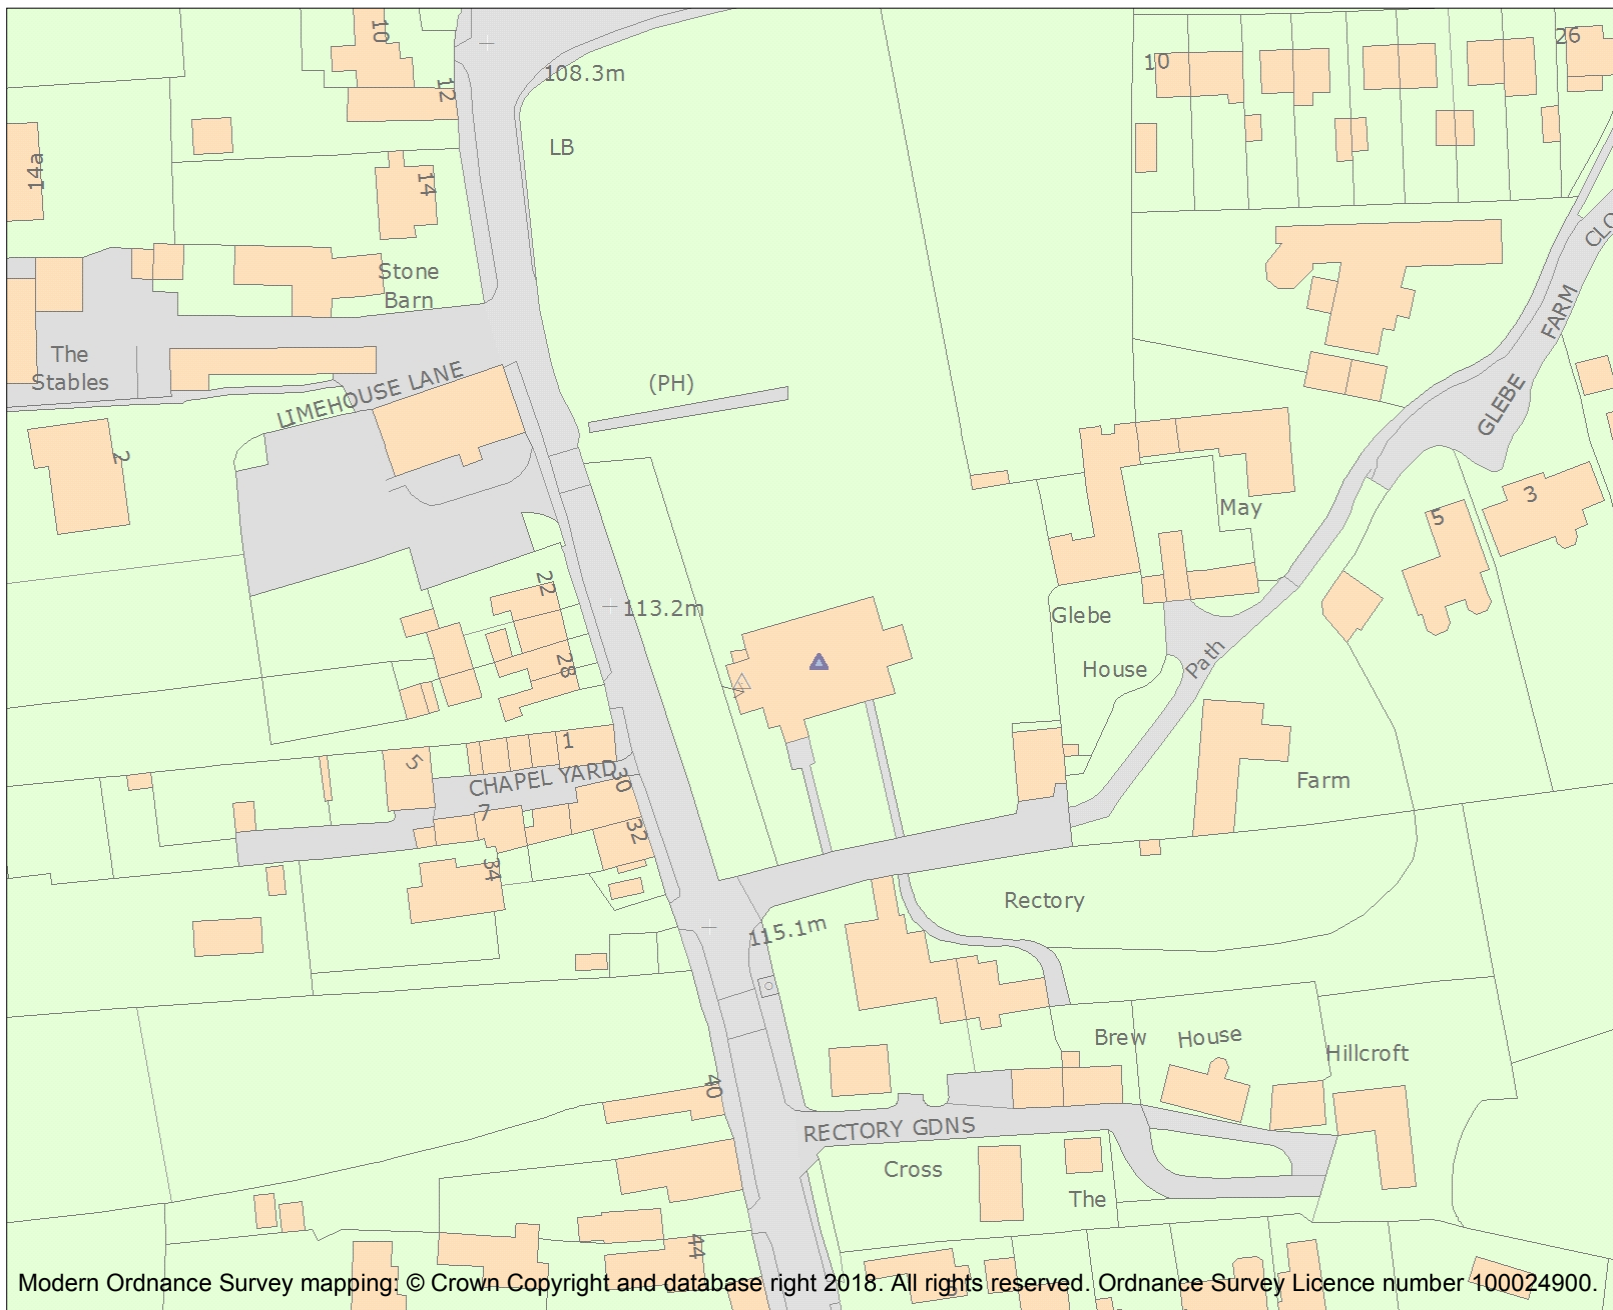 10
12
108.3m
LB
10
26
14a
14
Stone
Barn
The
Stables
LIMEHOUSE LANE
(PH)
GLEBE FARM CLO
2
May
3
5
22
113.2m
28
Glebe
House
Path
1
5
CHAPEL YARD
30
7
32
34
Farm
Rectory
115.1m
Brew House
Hillcroft
40
RECTORY GDNS
Cross
The
44
Modern Ordnance Survey mapping: © Crown Copyright and database right 2018. All rights reserved. Ordnance Survey Licence number 100024900.